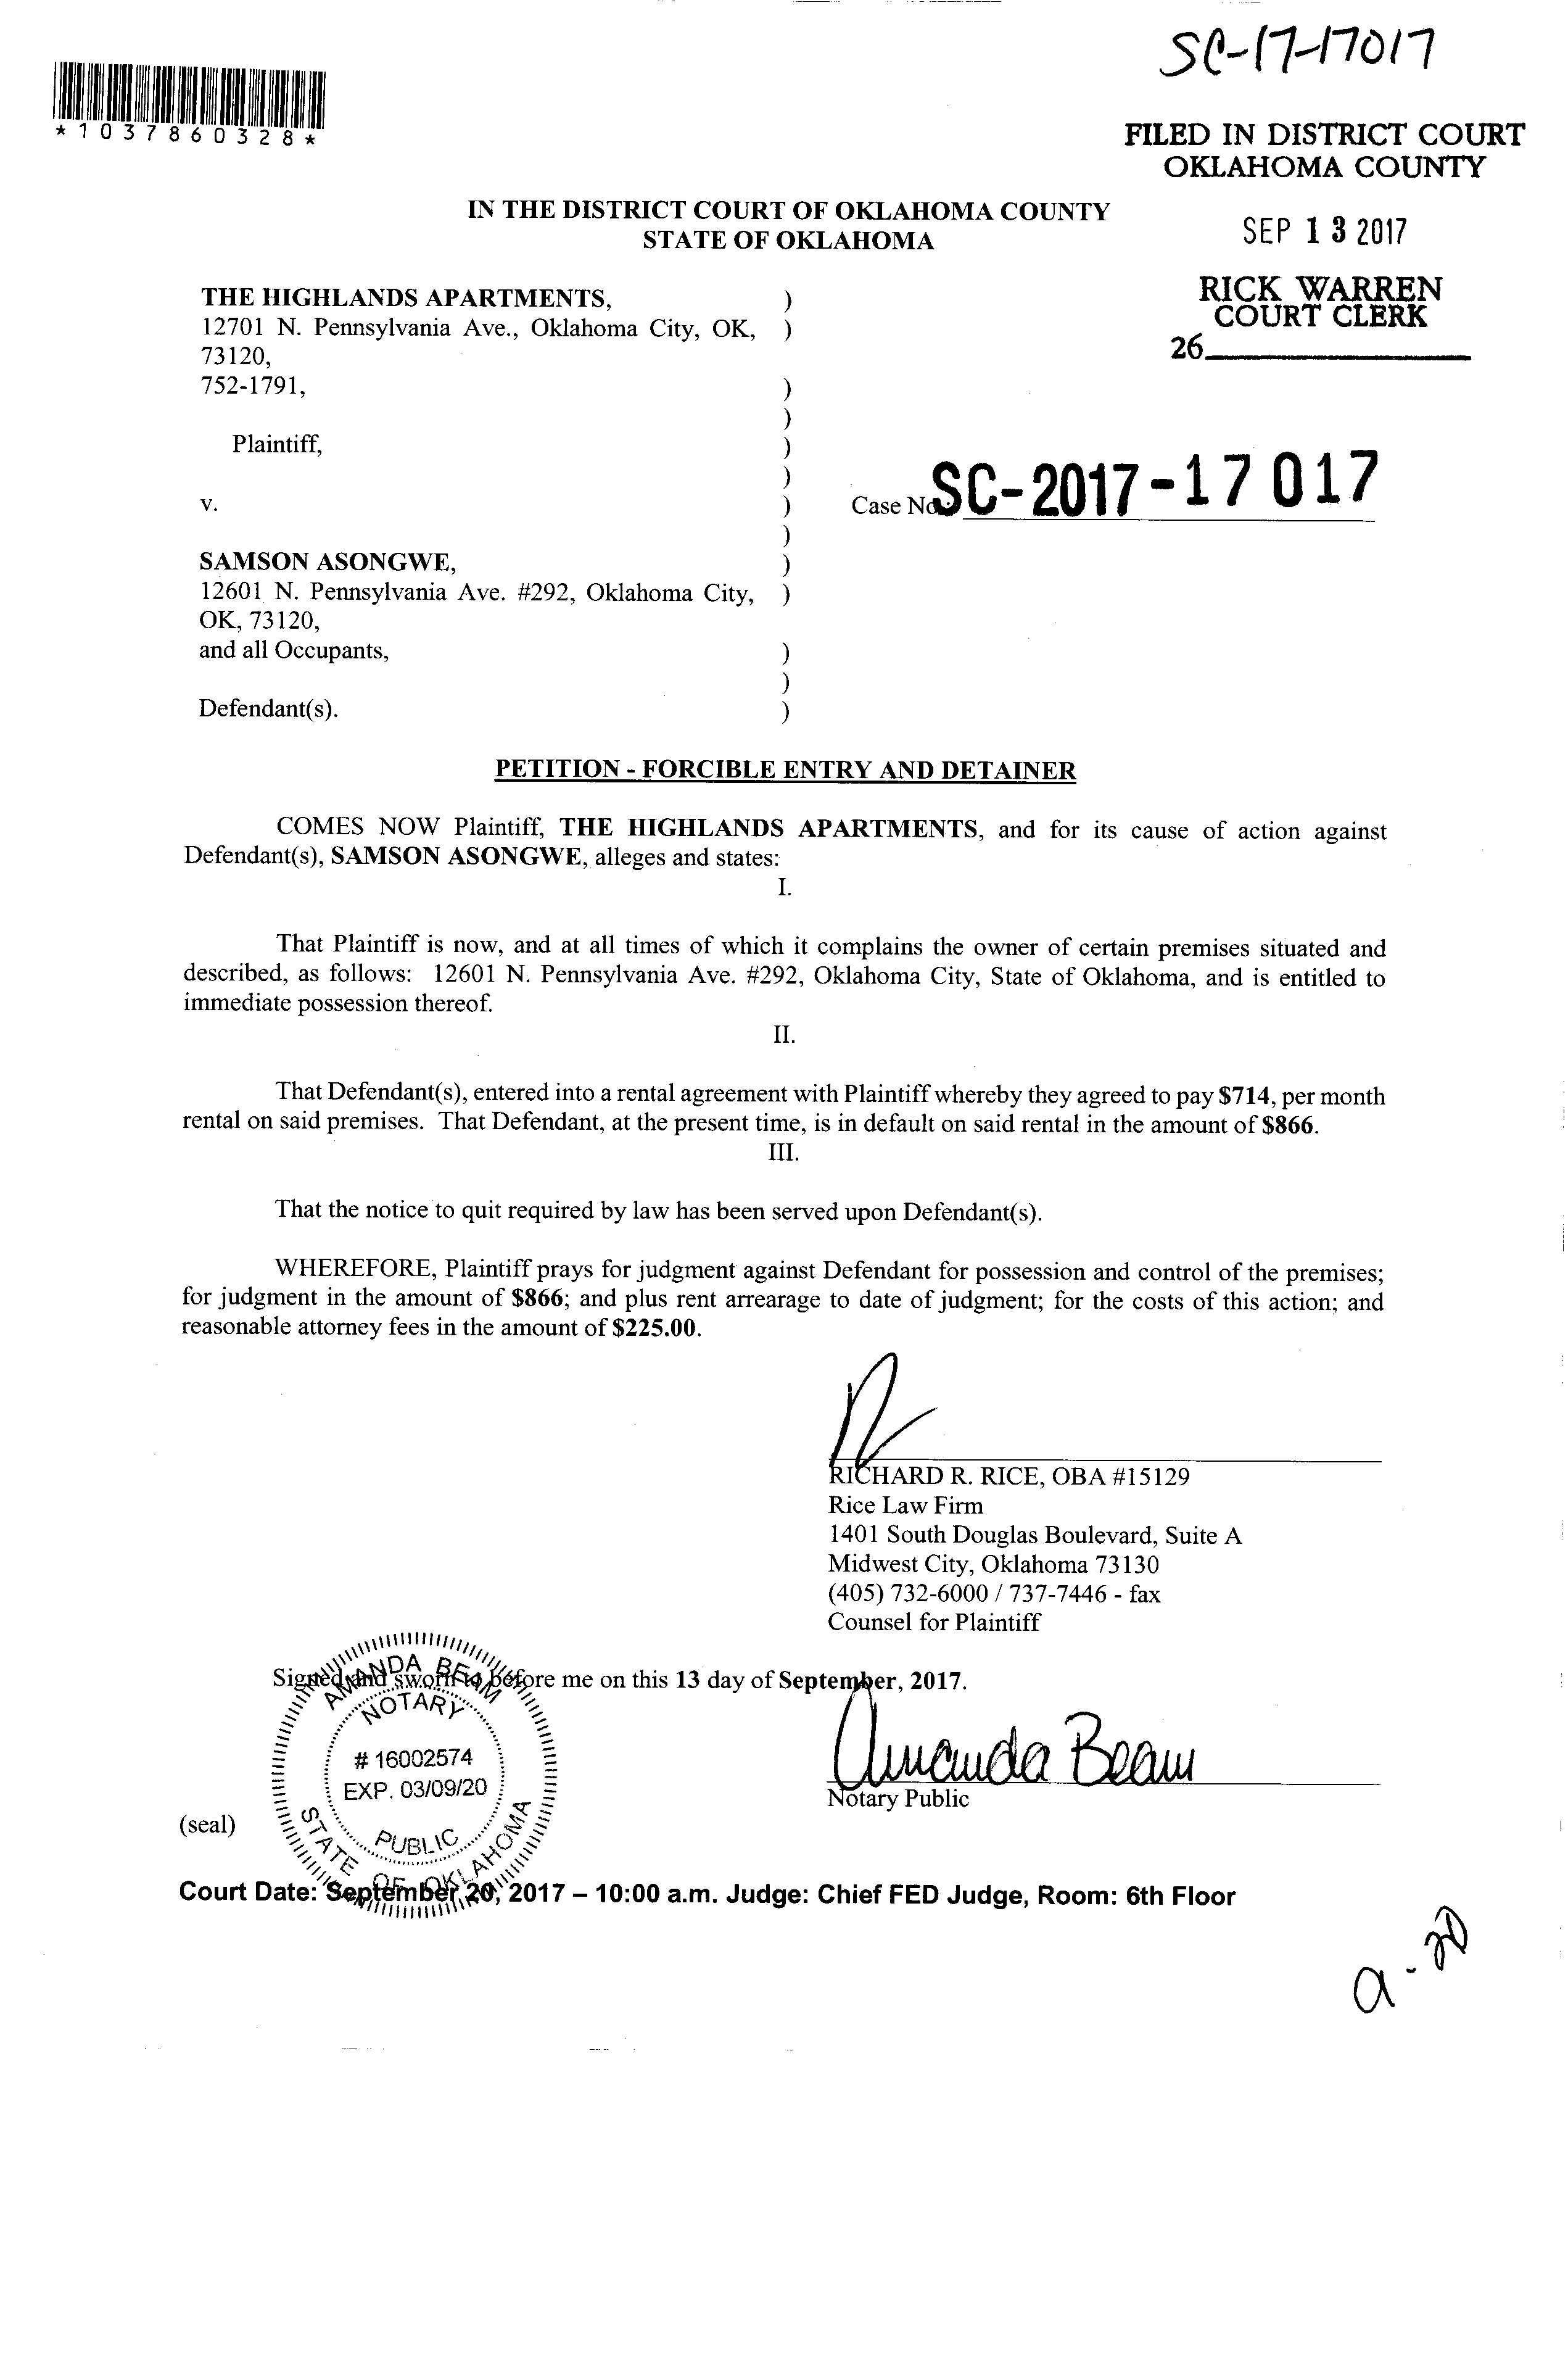 SC-17-17017
*1037860328*
FILED IN DISTRICT COURT
OKLAHOMA COUNTY
IN THE DISTRICT COURT OF OKLAHOMA COUNTY
STATE OF OKLAHOMA
SEP 13 2017
RICK WARREN
COURT CLERK
26
THE HIGHLANDS APARTMENTS, )
12701 N. Pennsylvania Ave., Oklahoma City, OK, )
73120,
752-1791, )
)
Plaintiff, )
)
v. )
Case No.: SC-2017-17017
)
SAMSON ASONGWE, )
12601 N. Pennsylvania Ave. #292, Oklahoma City, )
OK, 73120,
and all Occupants, )
)
Defendant(s). )
PETITION - FORCIBLE ENTRY AND DETAINER
COMES NOW Plaintiff, THE HIGHLANDS APARTMENTS, and for its cause of action against
Defendant(s), SAMSON ASONGWE, alleges and states:
I.
That Plaintiff is now, and at all times of which it complains the owner of certain premises situated and
described, as follows: 12601 N. Pennsylvania Ave. #292, Oklahoma City, State of Oklahoma, and is entitled to
immediate possession thereof.
II.
That Defendant(s), entered into a rental agreement with Plaintiff whereby they agreed to pay $714, per month
rental on said premises. That Defendant, at the present time, is in default on said rental in the amount of $866.
III.
That the notice to quit required by law has been served upon Defendant(s).
WHEREFORE, Plaintiff prays for judgment against Defendant for possession and control of the premises;
for judgment in the amount of $866; and plus rent arrearage to date of judgment; for the costs of this action; and
reasonable attorney fees in the amount of $225.00.
RICHARD R. RICE, OBA #15129
Rice Law Firm
1401 South Douglas Boulevard, Suite A
Midwest City, Oklahoma 73130
(405) 732-6000 / 737-7446 - fax
Counsel for Plaintiff
Signed and sworn to before me on this 13 day of September, 2017.
AMANDA BEAM
NOTARY
# 16002574
EXP. 03/09/20
PUBLIC
STATE OF OKLAHOMA
Amanda Beam
Notary Public
(seal)
Court Date: September 20, 2017 – 10:00 a.m. Judge: Chief FED Judge, Room: 6th Floor